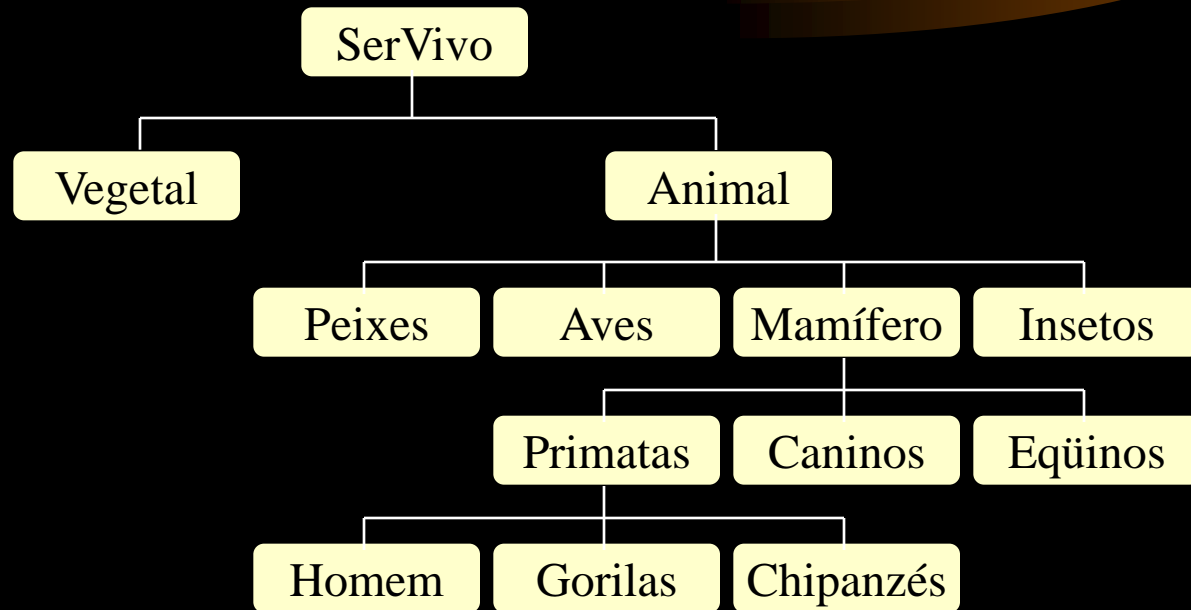 SerVivo
Vegetal Animal
Peixes Aves Mamífero Insetos
Primatas Caninos Eqüinos
Homem Gorilas Chipanzés